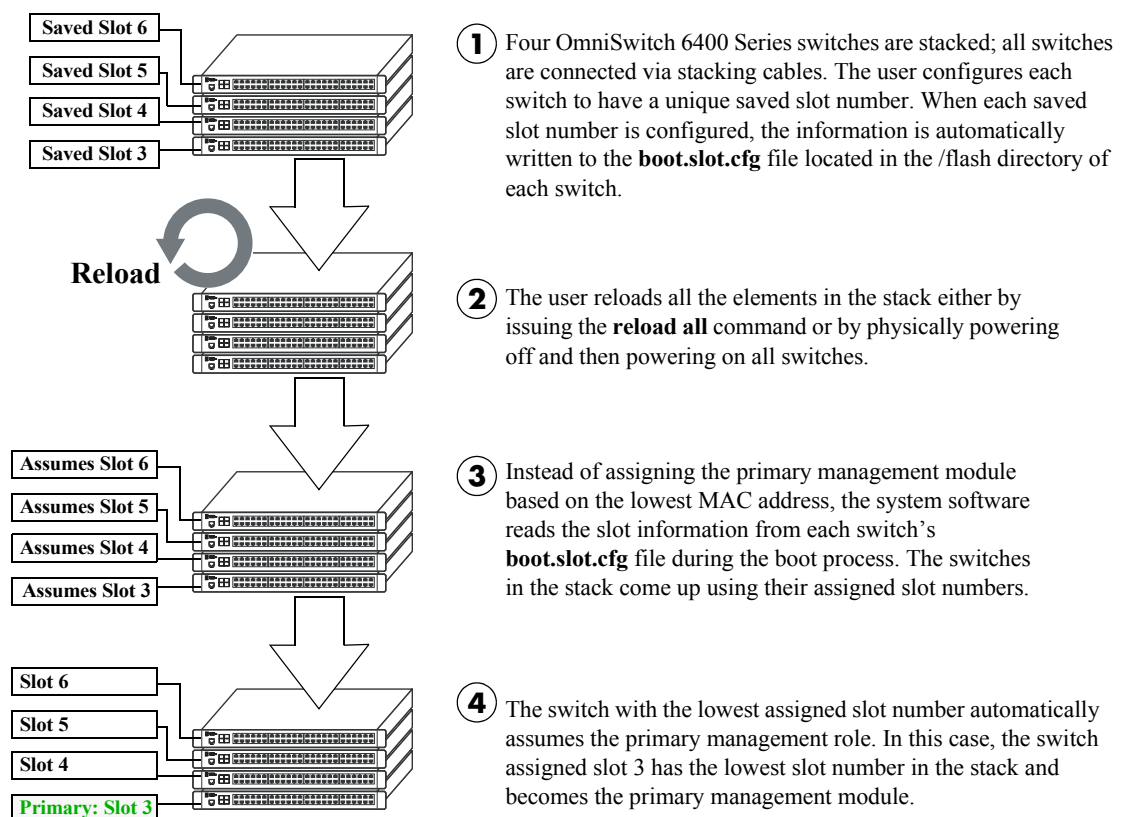 Saved Slot 6
Saved Slot 5
Saved Slot 4
Saved Slot 3
1 Four OmniSwitch 6400 Series switches are stacked; all switches
are connected via stacking cables. The user configures each
switch to have a unique saved slot number. When each saved
slot number is configured, the information is automatically
written to the boot.slot.cfg file located in the /flash directory of
each switch.
Reload
2 The user reloads all the elements in the stack either by
issuing the reload all command or by physically powering
off and then powering on all switches.
Assumes Slot 6
Assumes Slot 5
Assumes Slot 4
Assumes Slot 3
3 Instead of assigning the primary management module
based on the lowest MAC address, the system software
reads the slot information from each switch's
boot.slot.cfg file during the boot process. The switches
in the stack come up using their assigned slot numbers.
Slot 6
Slot 5
Slot 4
Primary: Slot 3
4 The switch with the lowest assigned slot number automatically
assumes the primary management role. In this case, the switch
assigned slot 3 has the lowest slot number in the stack and
becomes the primary management module.